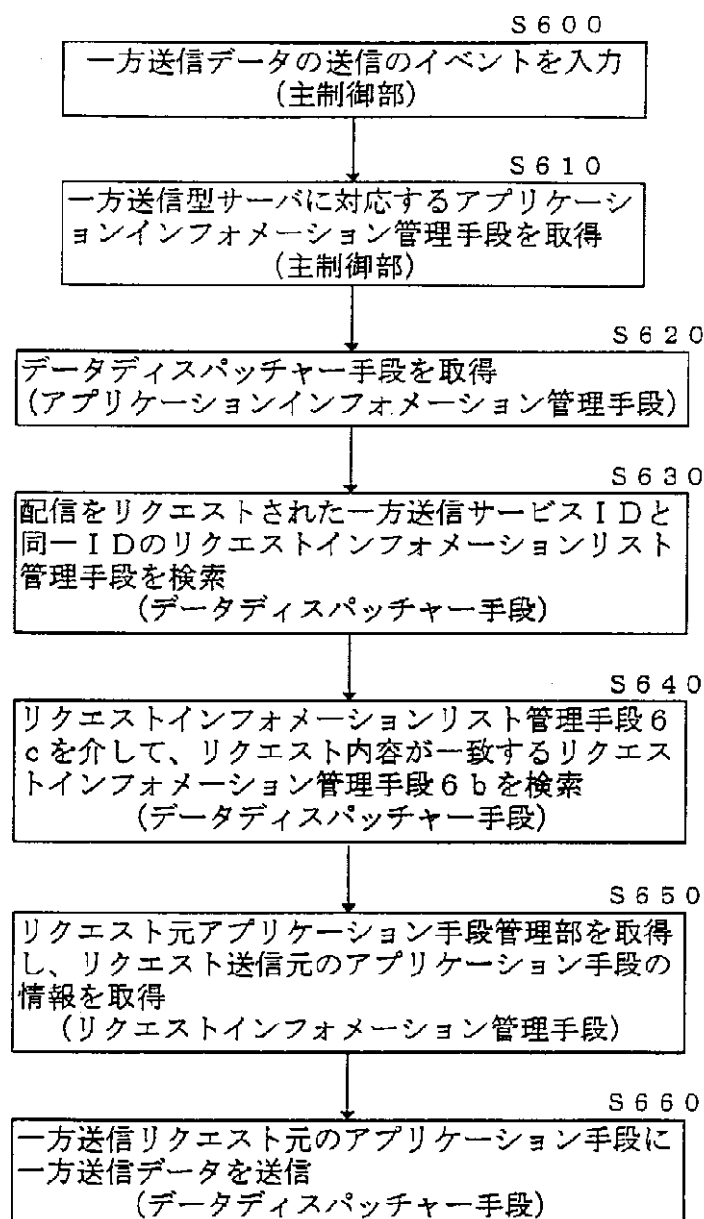 S600
一方送信データの送信のイベントを入力
(主制御部)
S610
一方送信型サーバに対応するアプリケーシ
ョンインフォメーション管理手段を取得
(主制御部)
S620
データディスパッチャー手段を取得
(アプリケーションインフォメーション管理手段)
S630
配信をリクエストされた一方送信サービスIDと
同一IDのリクエストインフォメーションリスト
管理手段を検索
(データディスパッチャー手段)
S640
リクエストインフォメーションリスト管理手段6
cを介して、リクエスト内容が一致するリクエス
トインフォメーション管理手段6bを検索
(データディスパッチャー手段)
S650
リクエスト元アプリケーション手段管理部を取得
し、リクエスト送信元のアプリケーション手段の
情報を取得
(リクエストインフォメーション管理手段)
S660
一方送信リクエスト元のアプリケーション手段に
一方送信データを送信
(データディスパッチャー手段)